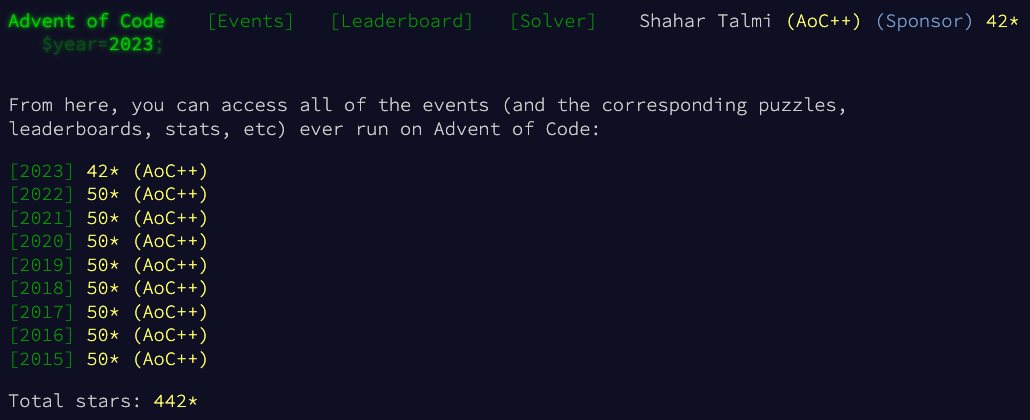 Advent of Code [Events] [Leaderboard] [Solver] Shahar Talmi (AoC++) (Sponsor) 42*
$year=2023;
From here, you can access all of the events (and the corresponding puzzles,
leaderboards, stats, etc) ever run on Advent of Code:
[2023] 42* (AoC++)
[2022] 50* (AoC++)
[2021] 50* (AoC++)
[2020] 50* (AoC++)
[2019] 50* (AoC++)
[2018] 50* (AoC++)
[2017] 50* (AoC++)
[2016] 50* (AoC++)
[2015] 50* (AoC++)
Total stars: 442*